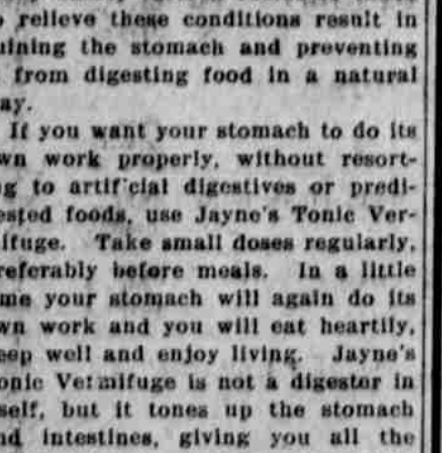 relieve these conditions result in
ining the stomach and preventing
from digesting food in a natural
ay.
If you want your stomach to do its
wn work properly, without resort-
g to artificial digestives or predi-
ested foods, use Jayne's Tonic Ver-
ifuge. Take small doses regularly,
referably before meals. In a little
me your stomach will again do its
wn work and you will eat heartily,
eep well and enjoy living. Jayne's
onic Vermifuge is not a digester in
self, but it tones up the stomach
nd intestines, giving you all the